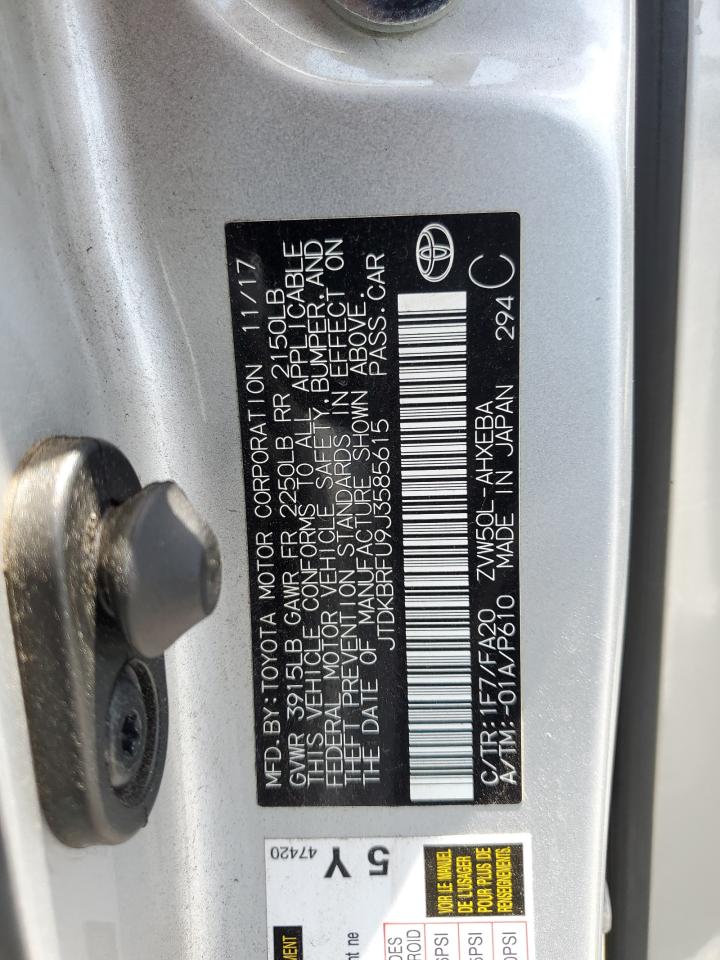 MFD.BY:TOYOTA MOTOR CORPORATION 11/17
GVWR 3915LB GAWR FR 2250LB RR 2150LB
THIS VEHICLE CONFORMS TO ALL APPLICABLE
FEDERAL MOTOR VEHICLE SAFETY,BUMPER,AND
THEFT PREVENTION STANDARDS IN EFFECT ON
THE DATE OF MANUFACTURE SHOWN ABOVE.
JTDKBRFU9J3585615 PASS.CAR
C/TR:1F7/FA20 ZVW50L-AHXEBA
A/TM:-01A/P610 MADE IN JAPAN 294 C
47420
5 Y
VOIR LE MANUEL
DE L'USAGER
POUR PLUS DE
RENSEIGNEMENTS.